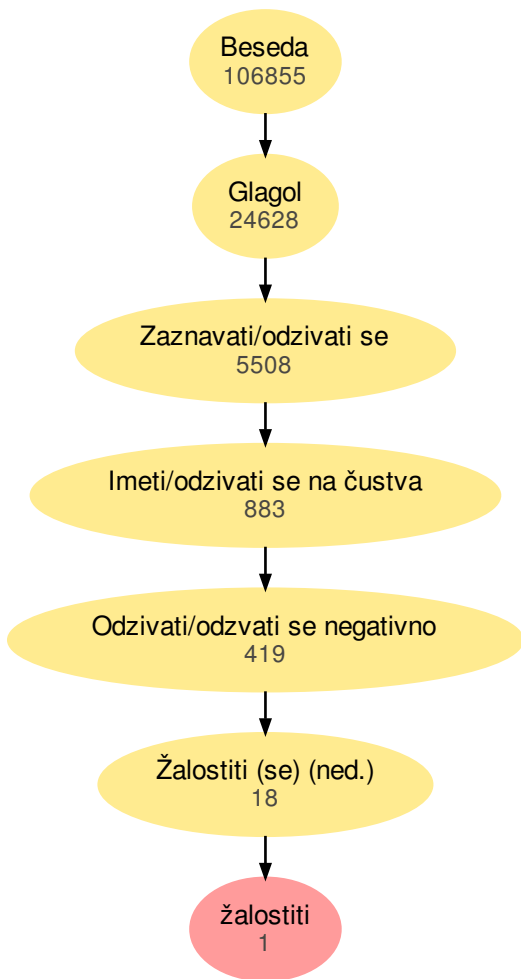 Beseda
106855
Glagol
24628
Zaznavati/odzivati se
5508
Imeti/odzivati se na čustva
883
Odzivati/odzvati se negativno
419
Žalostiti (se) (ned.)
18
žalostiti
1